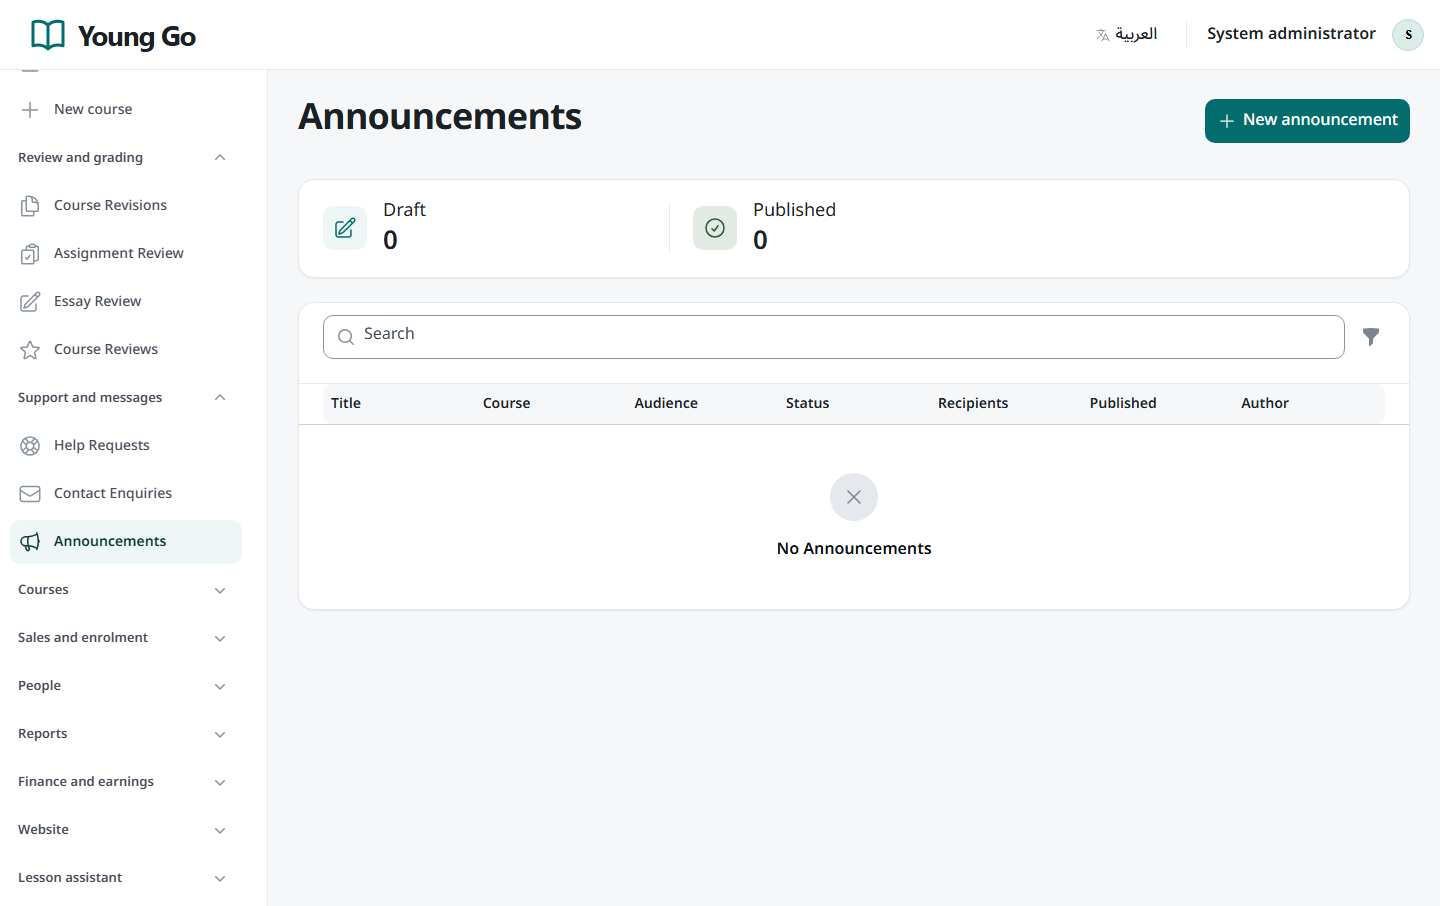 Young Go
العربية
System administrator
S
New course
Review and grading
Course Revisions
Assignment Review
Essay Review
Course Reviews
Support and messages
Help Requests
Contact Enquiries
Announcements
Courses
Sales and enrolment
People
Reports
Finance and earnings
Website
Lesson assistant
Announcements
New announcement
Draft
0
Published
0
Search
Title Course Audience Status Recipients Published Author
No Announcements